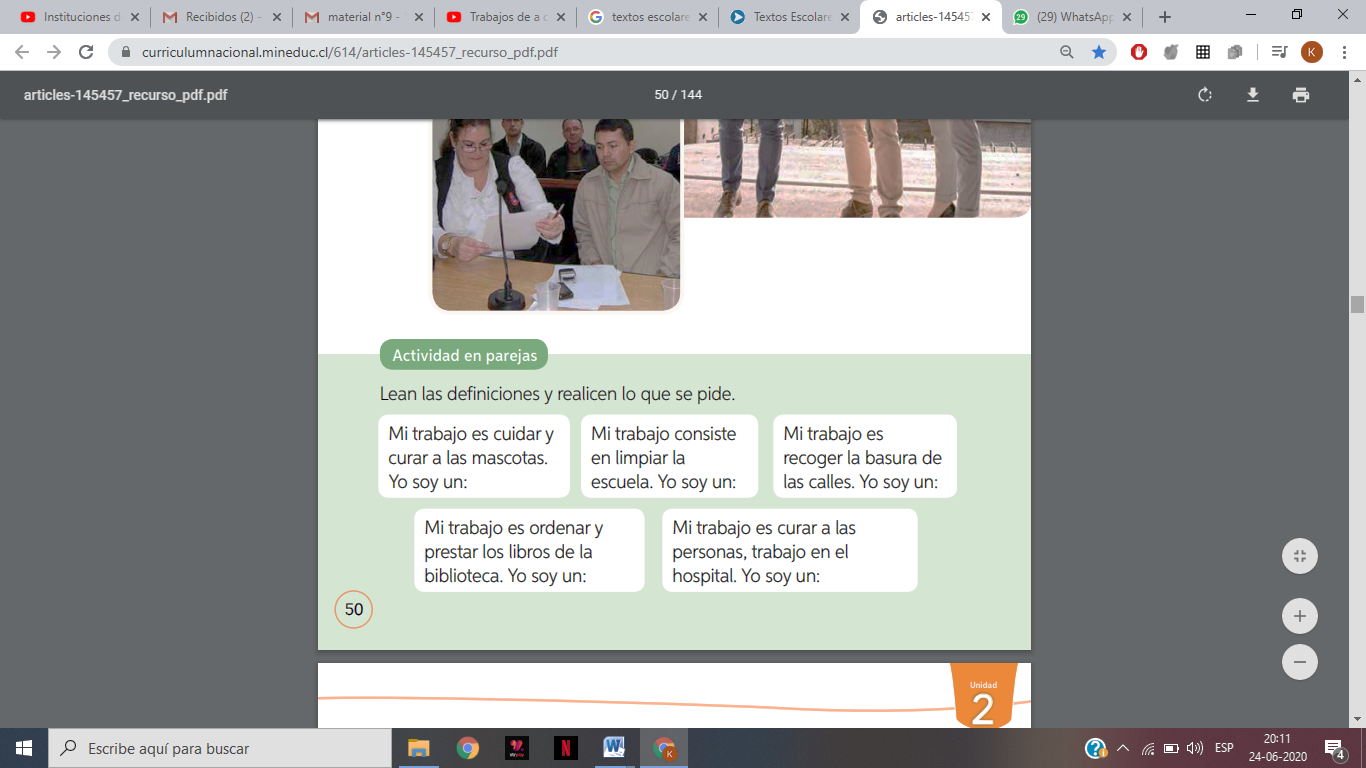 Instituciones d
Recibidos (2) -
material n°9 -
Trabajos de a c
textos escolare
Textos Escolare
articles-14545
(29) WhatsApp
curriculumnacional.mineduc.cl/614/articles-145457_recurso_pdf.pdf
K
articles-145457_recurso_pdf.pdf
50 / 144
Actividad en parejas
Lean las definiciones y realicen lo que se pide.
Mi trabajo es cuidar y
curar a las mascotas.
Yo soy un:
Mi trabajo consiste
en limpiar la
escuela. Yo soy un:
Mi trabajo es
recoger la basura de
las calles. Yo soy un:
Mi trabajo es ordenar y
prestar los libros de la
biblioteca. Yo soy un:
Mi trabajo es curar a las
personas, trabajo en el
hospital. Yo soy un:
50
Unidad
2
Escribe aquí para buscar
ESP
20:11
24-06-2020
4